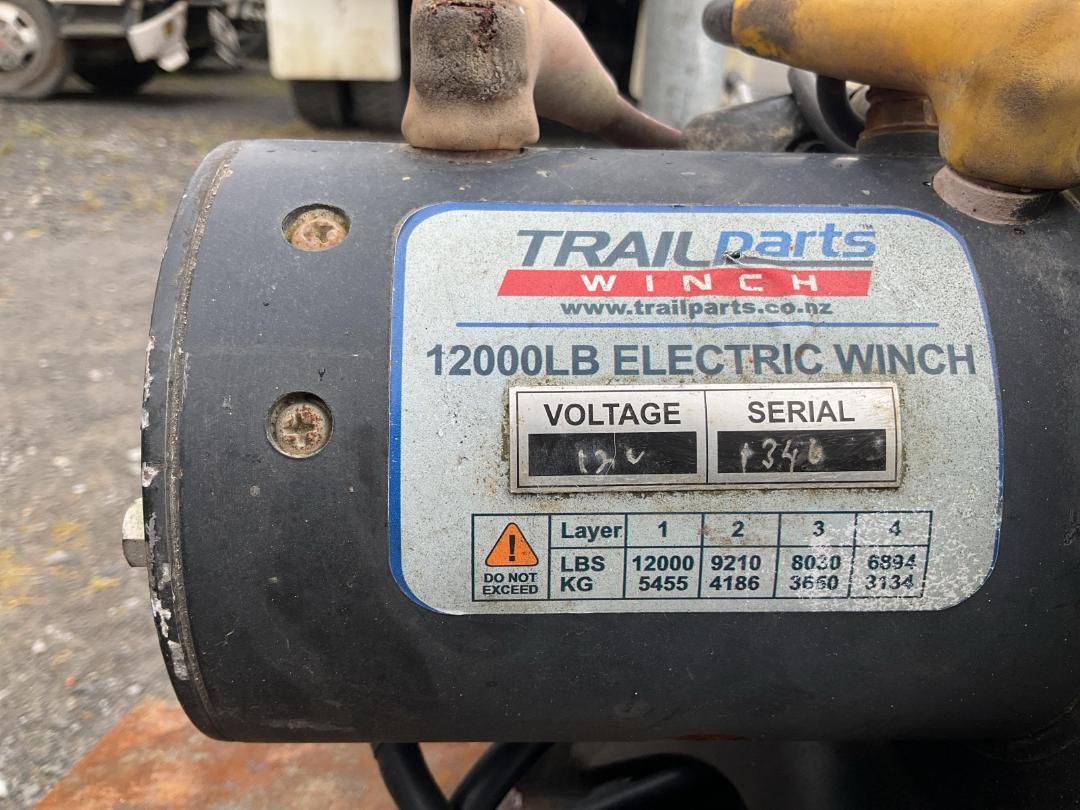 TRAILparts
WINCH
www.trailparts.co.nz
12000LB ELECTRIC WINCH
VOLTAGE SERIAL
12v 1346
! Layer 1 2 3 4
DO NOT EXCEED
LBS 12000 9210 8030 6894
KG 5455 4186 3660 3134